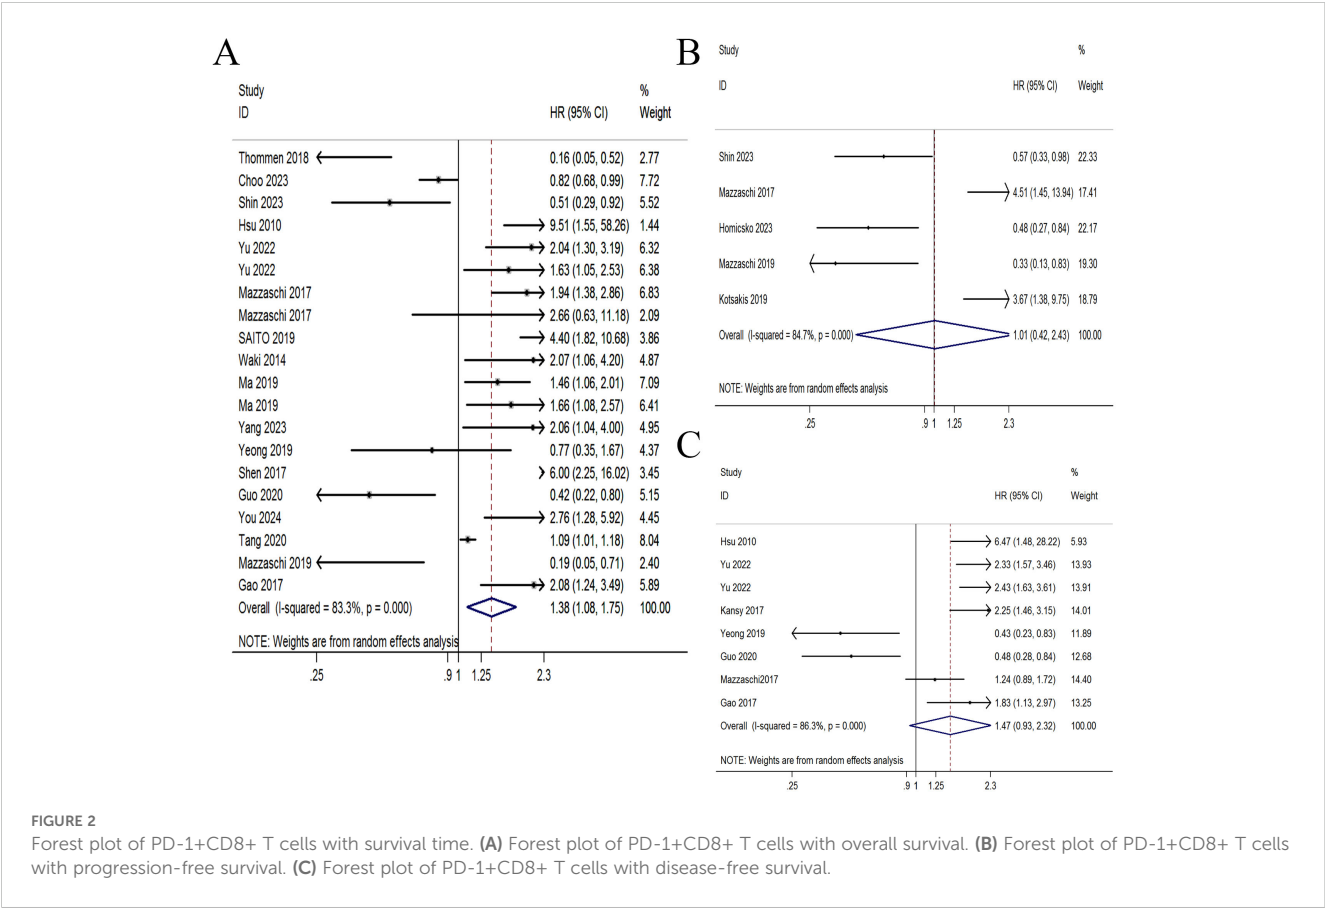 A
Study %
ID HR (95% CI) Weight
Thommen 2018 0.16 (0.05, 0.52) 2.77
Choo 2023 0.82 (0.68, 0.99) 7.72
Shin 2023 0.51 (0.29, 0.92) 5.52
Hsu 2010 9.51 (1.55, 58.26) 1.44
Yu 2022 2.04 (1.30, 3.19) 6.32
Yu 2022 1.63 (1.05, 2.53) 6.38
Mazzaschi 2017 1.94 (1.38, 2.86) 6.83
Mazzaschi 2017 2.66 (0.63, 11.18) 2.09
SAITO 2019 4.40 (1.82, 10.68) 3.86
Waki 2014 2.07 (1.06, 4.20) 4.87
Ma 2019 1.46 (1.06, 2.01) 7.09
Ma 2019 1.66 (1.08, 2.57) 6.41
Yang 2023 2.06 (1.04, 4.00) 4.95
Yeong 2019 0.77 (0.35, 1.67) 4.37
Shen 2017 6.00 (2.25, 16.02) 3.45
Guo 2020 0.42 (0.22, 0.80) 5.15
You 2024 2.76 (1.28, 5.92) 4.45
Tang 2020 1.09 (1.01, 1.18) 8.04
Mazzaschi 2019 0.19 (0.05, 0.71) 2.40
Gao 2017 2.08 (1.24, 3.49) 5.89
Overall (I-squared = 83.3%, p = 0.000) 1.38 (1.08, 1.75) 100.00
NOTE: Weights are from random effects analysis
.25 .9 1 1.25 2.3
B
Study %
ID HR (95% CI) Weight
Shin 2023 0.57 (0.33, 0.98) 22.33
Mazzaschi 2017 4.51 (1.45, 13.94) 17.41
Homicsko 2023 0.48 (0.27, 0.84) 22.17
Mazzaschi 2019 0.33 (0.13, 0.83) 19.30
Kotsakis 2019 3.67 (1.38, 9.75) 18.79
Overall (I-squared = 84.7%, p = 0.000) 1.01 (0.42, 2.43) 100.00
NOTE: Weights are from random effects analysis
.25 .9 1 1.25 2.3
C
Study %
ID HR (95% CI) Weight
Hsu 2010 6.47 (1.48, 28.22) 5.93
Yu 2022 2.33 (1.57, 3.46) 13.93
Yu 2022 2.43 (1.63, 3.61) 13.91
Kansy 2017 2.25 (1.46, 3.15) 14.01
Yeong 2019 0.43 (0.23, 0.83) 11.89
Guo 2020 0.48 (0.28, 0.84) 12.68
Mazzaschi2017 1.24 (0.89, 1.72) 14.40
Gao 2017 1.83 (1.13, 2.97) 13.25
Overall (I-squared = 86.3%, p = 0.000) 1.47 (0.93, 2.32) 100.00
NOTE: Weights are from random effects analysis
.25 .9 1 1.25 2.3
FIGURE 2
Forest plot of PD-1+CD8+ T cells with survival time. (A) Forest plot of PD-1+CD8+ T cells with overall survival. (B) Forest plot of PD-1+CD8+ T cells
with progression-free survival. (C) Forest plot of PD-1+CD8+ T cells with disease-free survival.